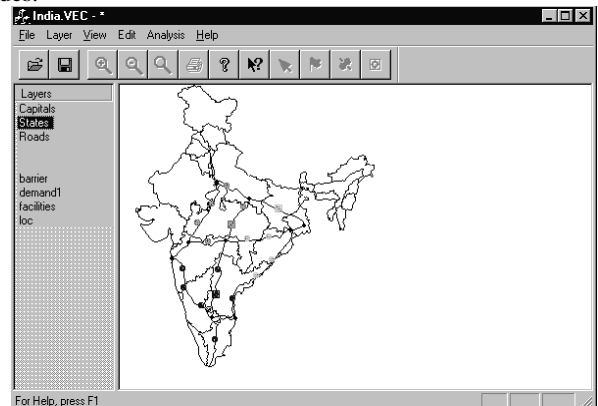 India.VEC - *
File Layer View Edit Analysis Help
Layers
Capitals
States
Roads
barrier
demand1
facilities
loc
For Help, press F1